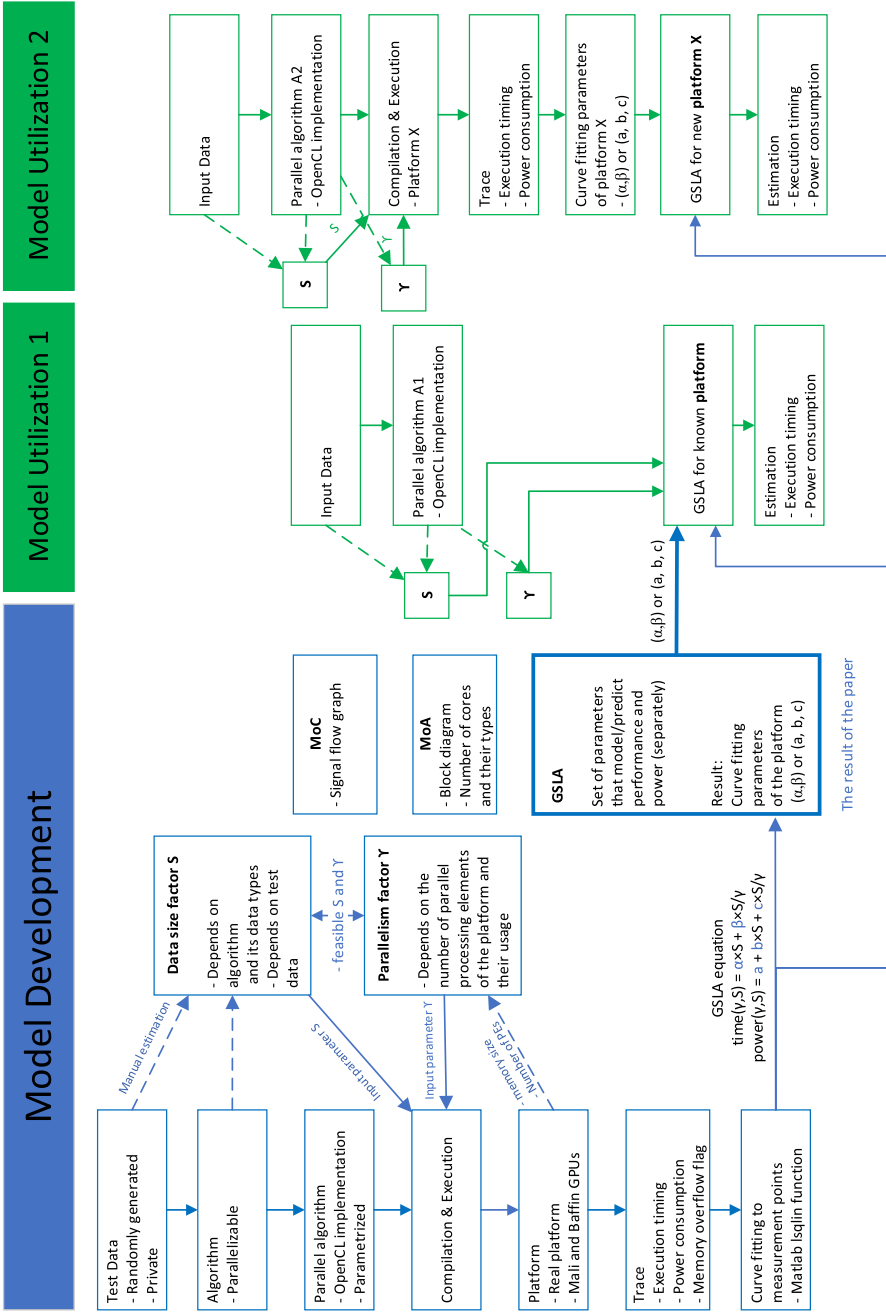 Model Development
Model Utilization 1
Model Utilization 2
Test Data
- Randomly generated
- Private
Algorithm
- Parallelizable
Parallel algorithm
- OpenCL implementation
- Parametrized
Compilation & Execution
Platform
- Real platform
- Mali and Baffin GPUs
Trace
- Execution timing
- Power consumption
- Memory overflow flag
Curve fitting to
measurement points
- Matlab lsqlin function
Manual estimation
Input parameter S
Input parameter ϒ
- memory size
- Number of PEs
Data size factor S
- Depends on
algorithm
and its data types
- Depends on test
data
- feasible S and ϒ
Parallelism factor ϒ
- Depends on the
number of parallel
processing elements
of the platform and
their usage
GSLA equation
time(γ,S) = α×S + β×S/γ
power(γ,S) = a + b×S + c×S/γ
MoC
- Signal flow graph
MoA
- Block diagram
- Number of cores
and their types
GSLA
Set of parameters
that model/predict
performance and
power (separately)
Result:
Curve fitting
parameters
of the platform
(α,β) or (a, b, c)
The result of the paper
(α,β) or (a, b, c)
Input Data
Parallel algorithm A1
- OpenCL implementation
S
ϒ
GSLA for known platform
Estimation
- Execution timing
- Power consumption
Input Data
Parallel algorithm A2
- OpenCL implementation
S
ϒ
S
ϒ
Compilation & Execution
- Platform X
Trace
- Execution timing
- Power consumption
Curve fitting parameters
of platform X
- (α,β) or (a, b, c)
GSLA for new platform X
Estimation
- Execution timing
- Power consumption